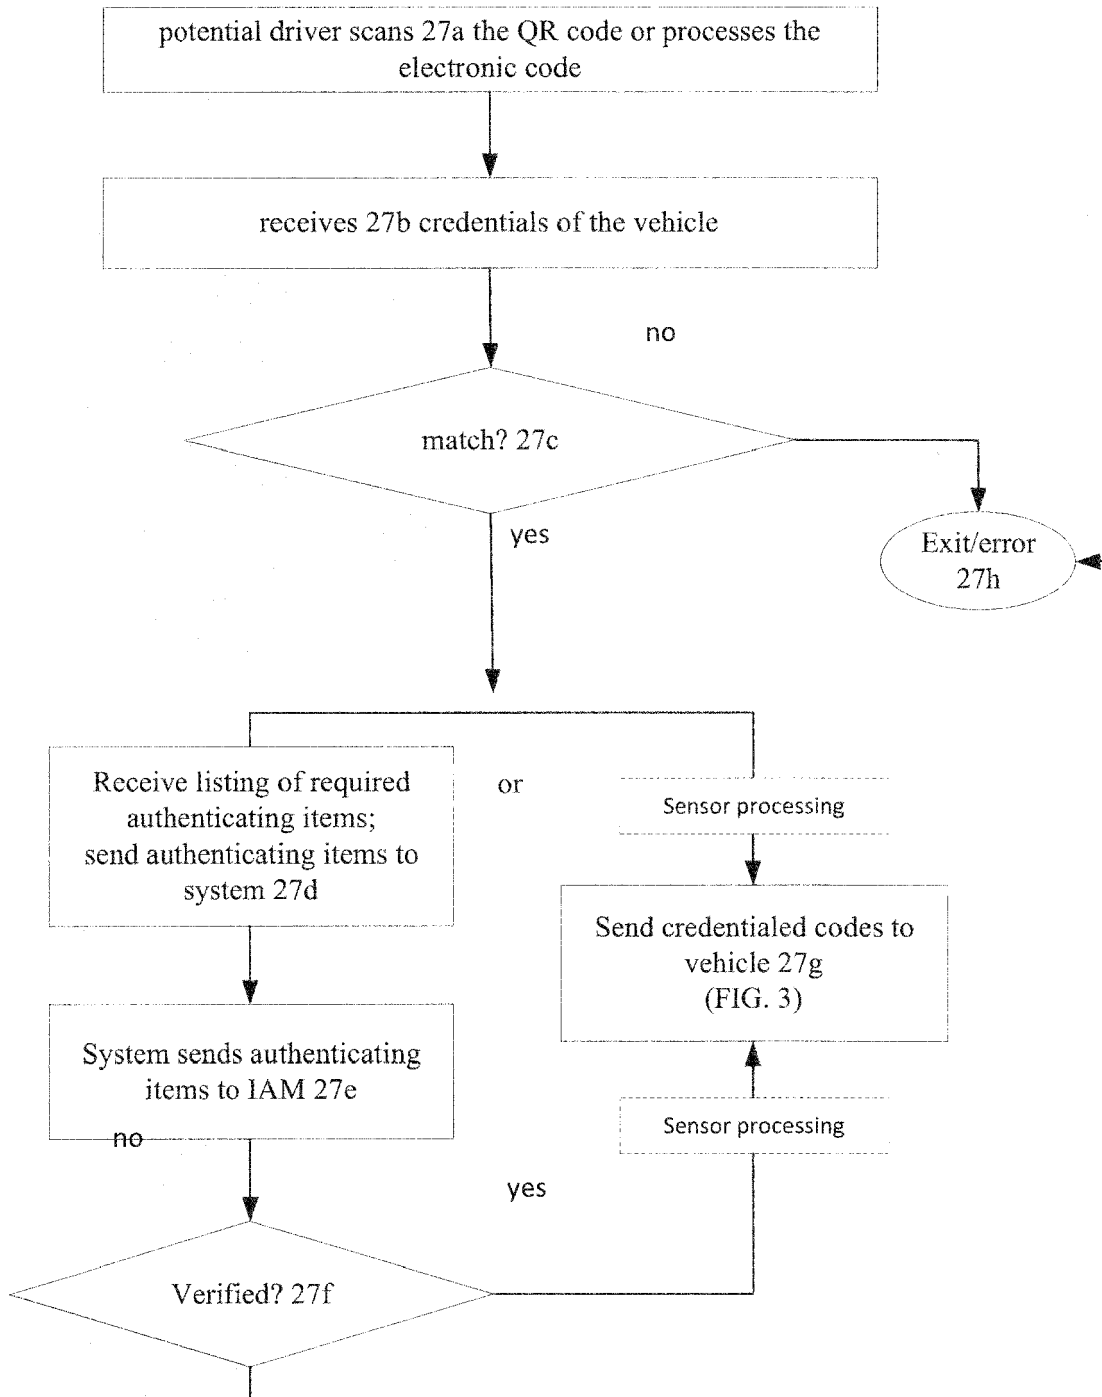 potential driver scans 27a the QR code or processes the
electronic code
receives 27b credentials of the vehicle
no
match? 27c
yes
Exit/error
27h
Receive listing of required
authenticating items;
send authenticating items to
system 27d
or
Sensor processing
Send credentialed codes to
vehicle 27g
(FIG. 3)
System sends authenticating
items to IAM 27e
no
Sensor processing
yes
Verified? 27f